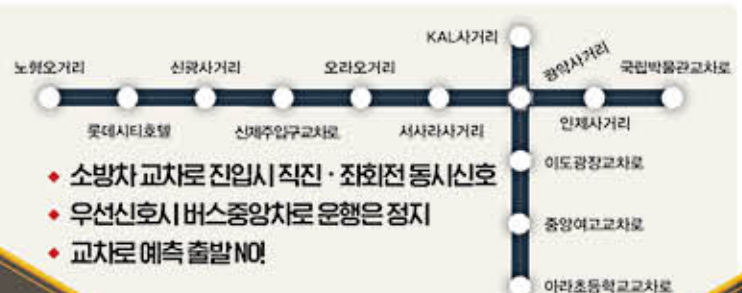 KAL사거리
노형오거리
신광사거리
오라오거리
광양사거리
국립박물관교차로
롯데시티호텔
신제주입구교차로
서사라사거리
인제사거리
• 소방차 교차로 진입시 직진 · 좌회전 동시신호
이도광장교차로
• 우선신호시 버스중앙차로 운행은 정지
중앙여고교차로
• 교차로 예측 출발 NO!
아라초등학교교차로